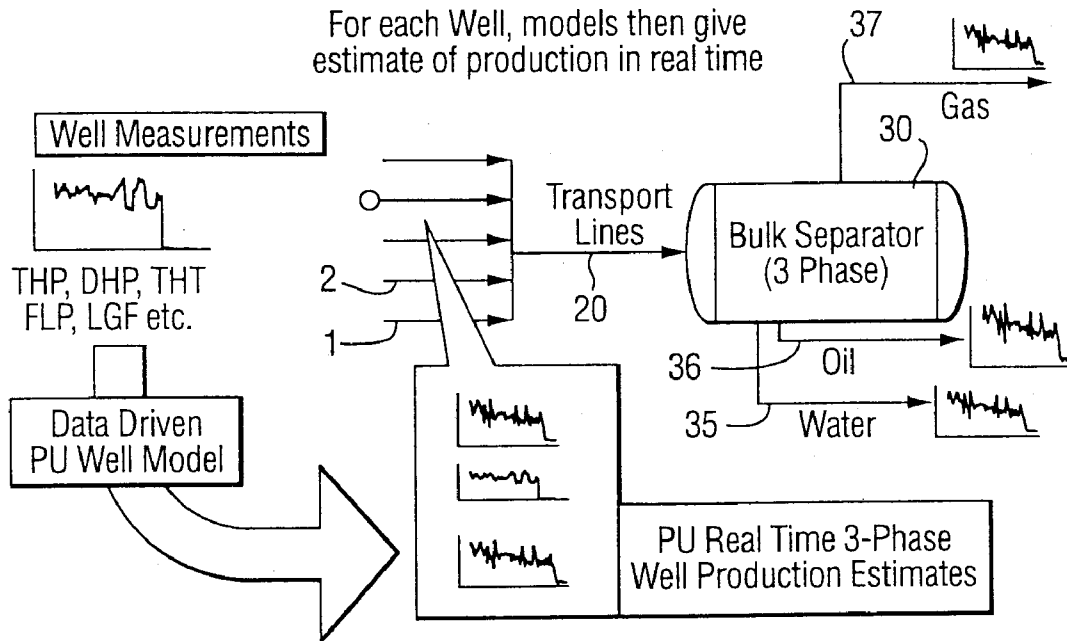 For each Well, models then give
estimate of production in real time
37
Gas
30
Well Measurements
Transport
Lines
Bulk Separator
(3 Phase)
THP, DHP, THT
FLP, LGF etc.
2
20
1
36
Oil
35
Water
Data Driven
PU Well Model
PU Real Time 3-Phase
Well Production Estimates